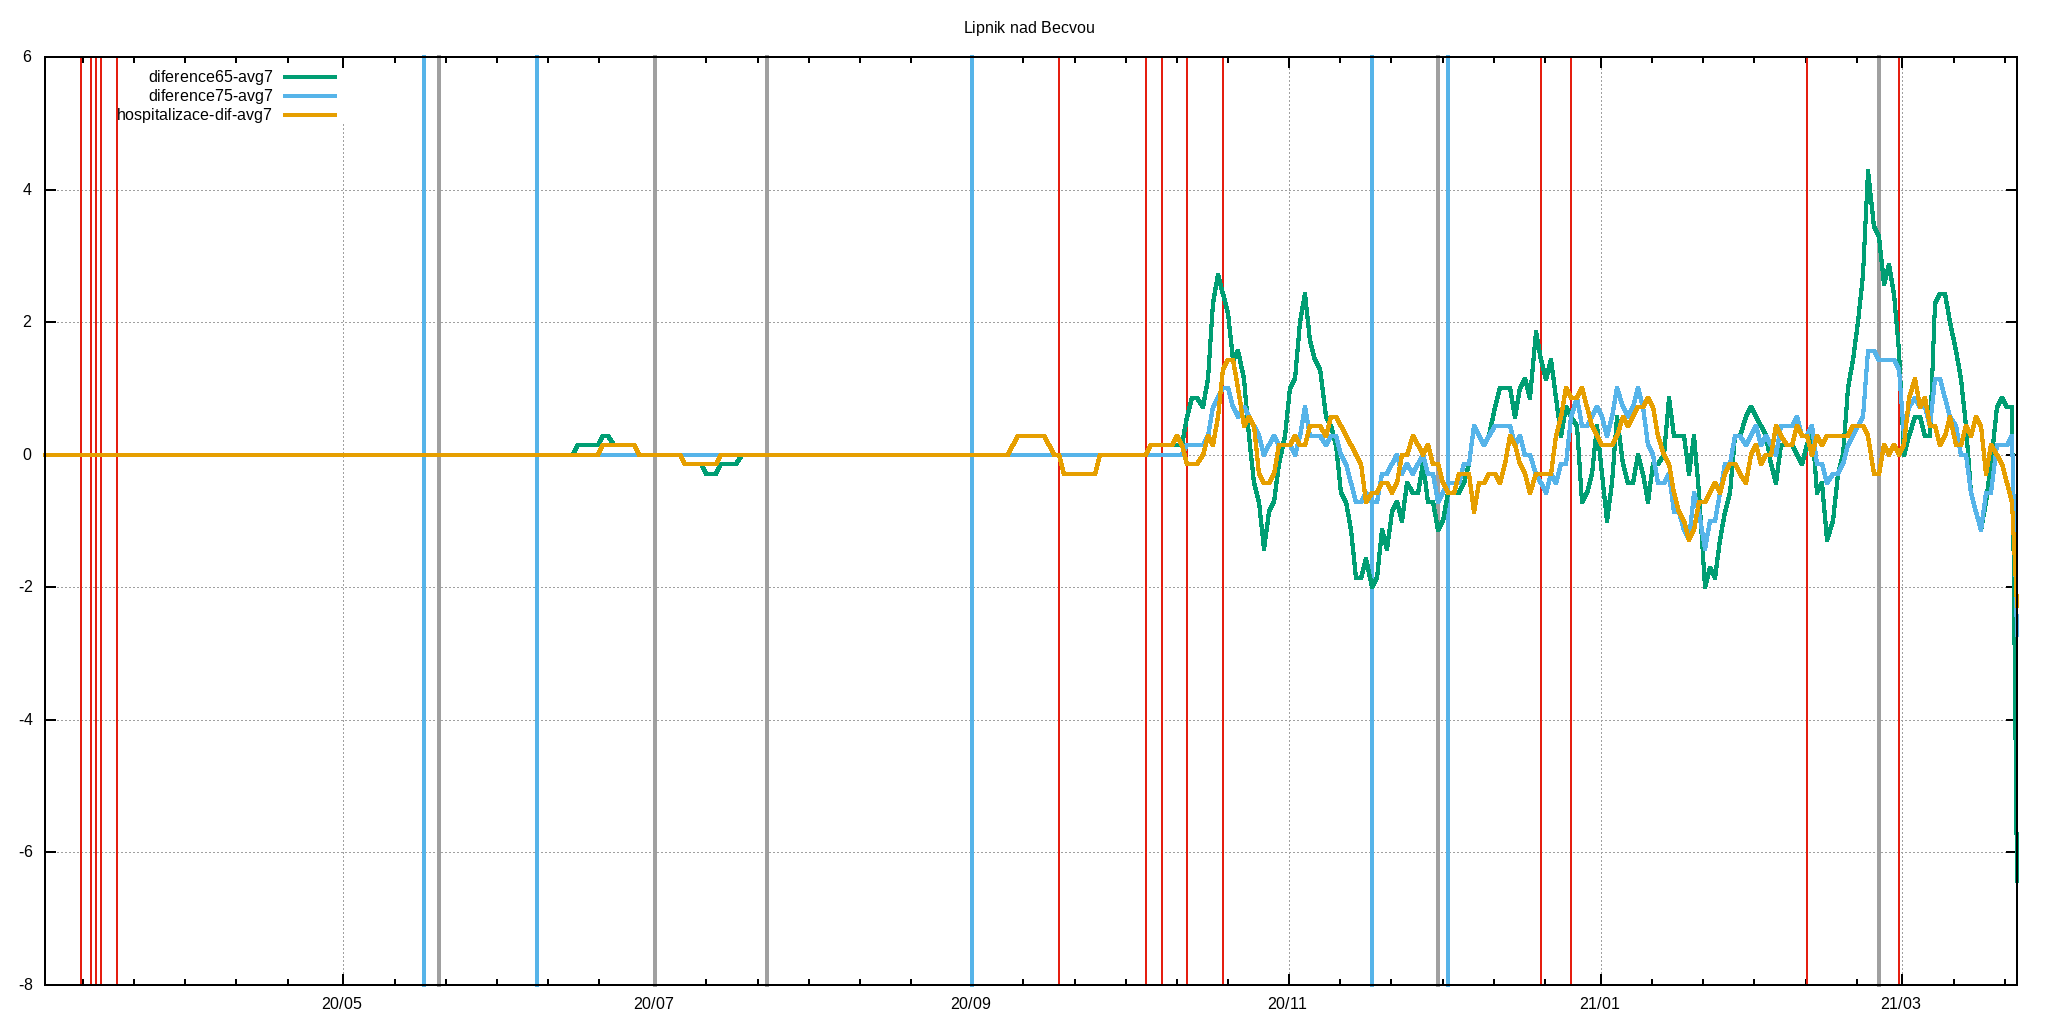 Lipnik nad Becvou
diference65-avg7
diference75-avg7
hospitalizace-dif-avg7
6
4
2
0
-2
-4
-6
-8
20/05 20/07 20/09 20/11 21/01 21/03